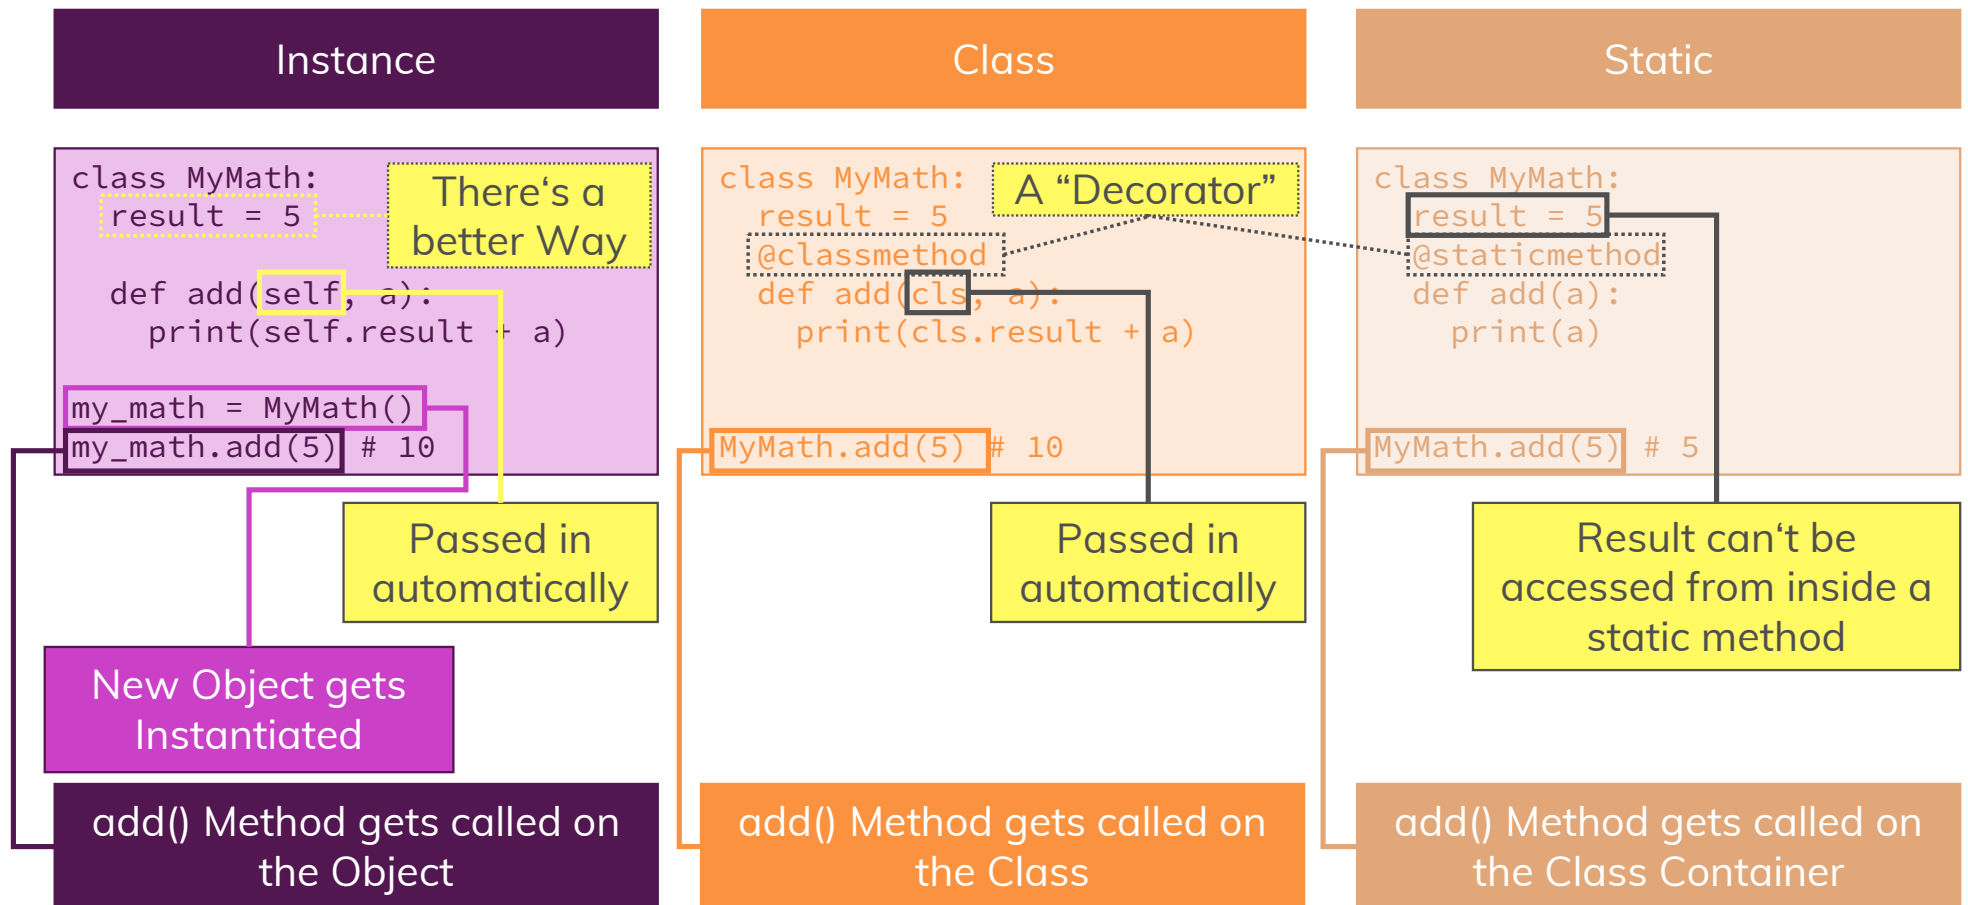 Instance
class MyMath:
result = 5
There‘s a
better Way
def add(self, a):
print(self.result + a)
my_math = MyMath()
my_math.add(5) # 10
Passed in
automatically
New Object gets
Instantiated
add() Method gets called on
the Object
Class
class MyMath:
result = 5
A “Decorator”
@classmethod
def add(cls, a):
print(cls.result + a)
MyMath.add(5) # 10
Passed in
automatically
add() Method gets called on
the Class
Static
class MyMath:
result = 5
@staticmethod
def add(a):
print(a)
MyMath.add(5) # 5
Result can‘t be
accessed from inside a
static method
add() Method gets called on
the Class Container